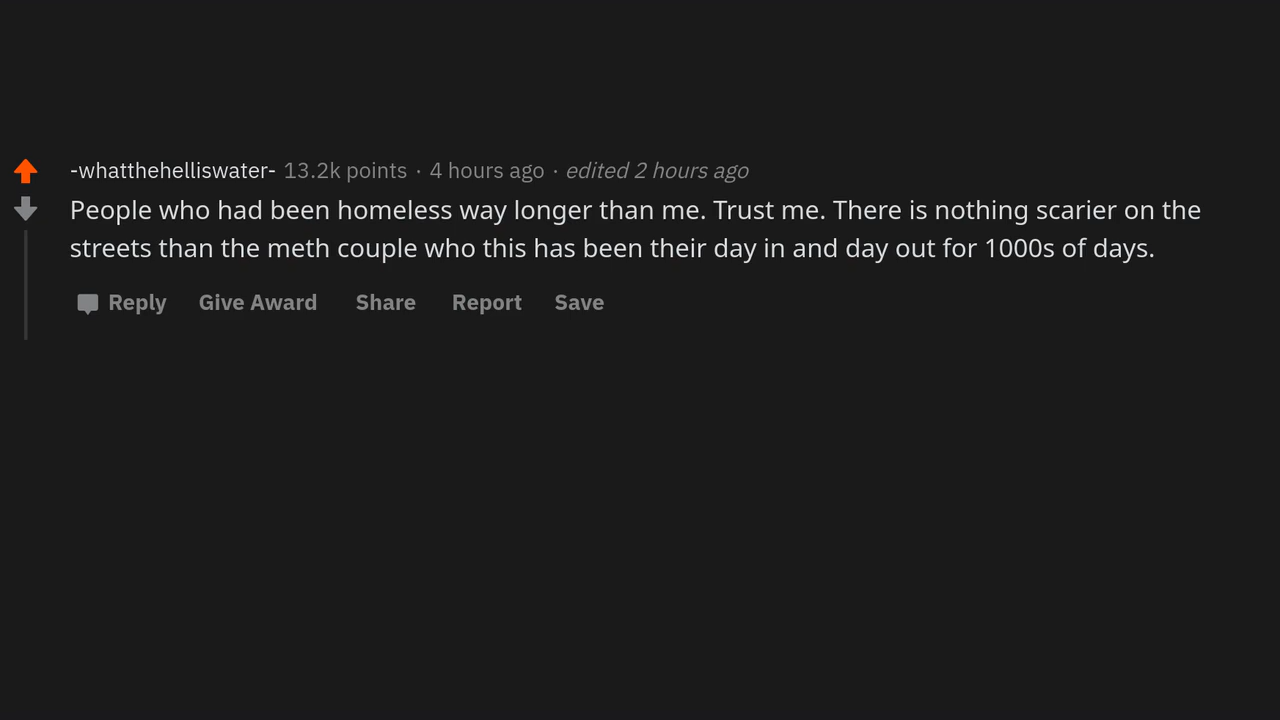 -whatthehelliswater- 13.2k points · 4 hours ago · edited 2 hours ago
People who had been homeless way longer than me. Trust me. There is nothing scarier on the
streets than the meth couple who this has been their day in and day out for 1000s of days.
Reply Give Award Share Report Save